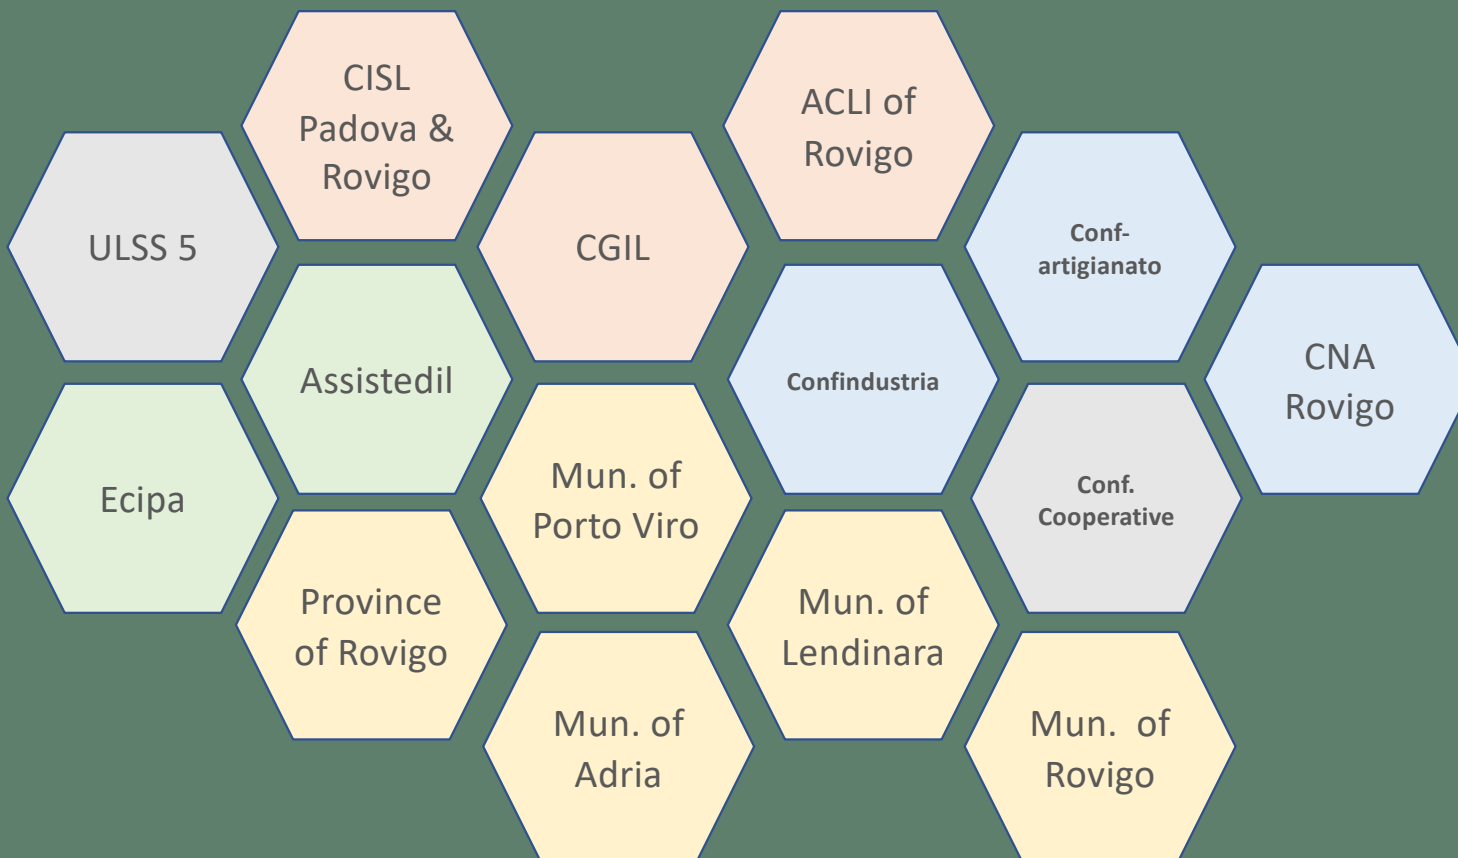 CISL
Padova &
Rovigo
ACLI of
Rovigo
ULSS 5
CGIL
Conf-
artigianato
Assistedil
Confindustria
CNA
Rovigo
Ecipa
Mun. of
Porto Viro
Conf.
Cooperative
Province
of Rovigo
Mun. of
Lendinara
Mun. of
Adria
Mun. of
Rovigo